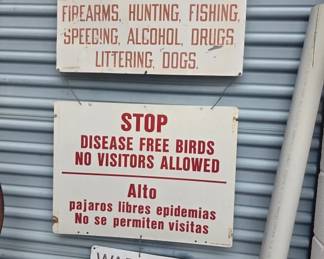 FIREARMS, HUNTING, FISHING,
SPEEDING, ALCOHOL, DRUGS,
LITTERING, DOGS.
STOP
DISEASE FREE BIRDS
NO VISITORS ALLOWED
Alto
pajaros libres epidemias
No se permiten visitas